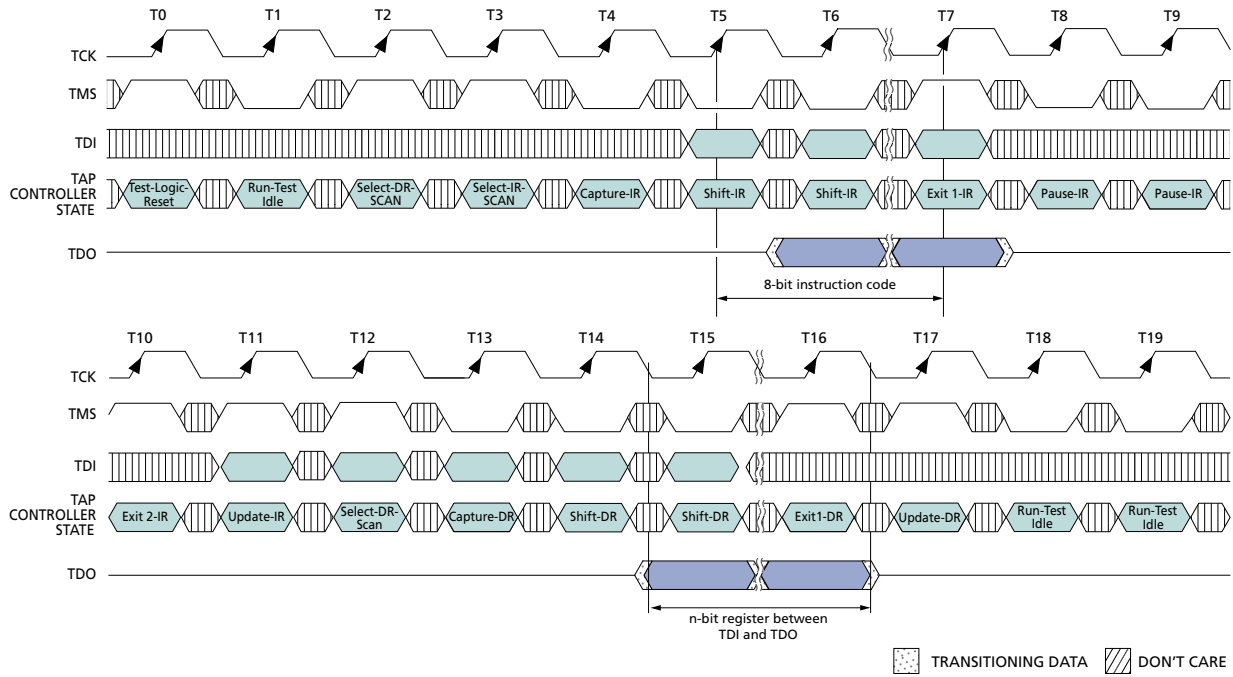 T0 T1 T2 T3 T4 T5 T6 T7 T8 T9
TCK
TMS
TDI
TAP
CONTROLLER
STATE
Test-Logic-
Reset
Run-Test
Idle
Select-DR-
SCAN
Select-IR-
SCAN
Capture-IR
Shift-IR
Shift-IR
Exit 1-IR
Pause-IR
Pause-IR
TDO
8-bit instruction code
T10 T11 T12 T13 T14 T15 T16 T17 T18 T19
TCK
TMS
TDI
TAP
CONTROLLER
STATE
Exit 2-IR
Update-IR
Select-DR-
Scan
Capture-DR
Shift-DR
Shift-DR
Exit1-DR
Update-DR
Run-Test
Idle
Run-Test
Idle
TDO
n-bit register between
TDI and TDO
TRANSITIONING DATA
DON'T CARE